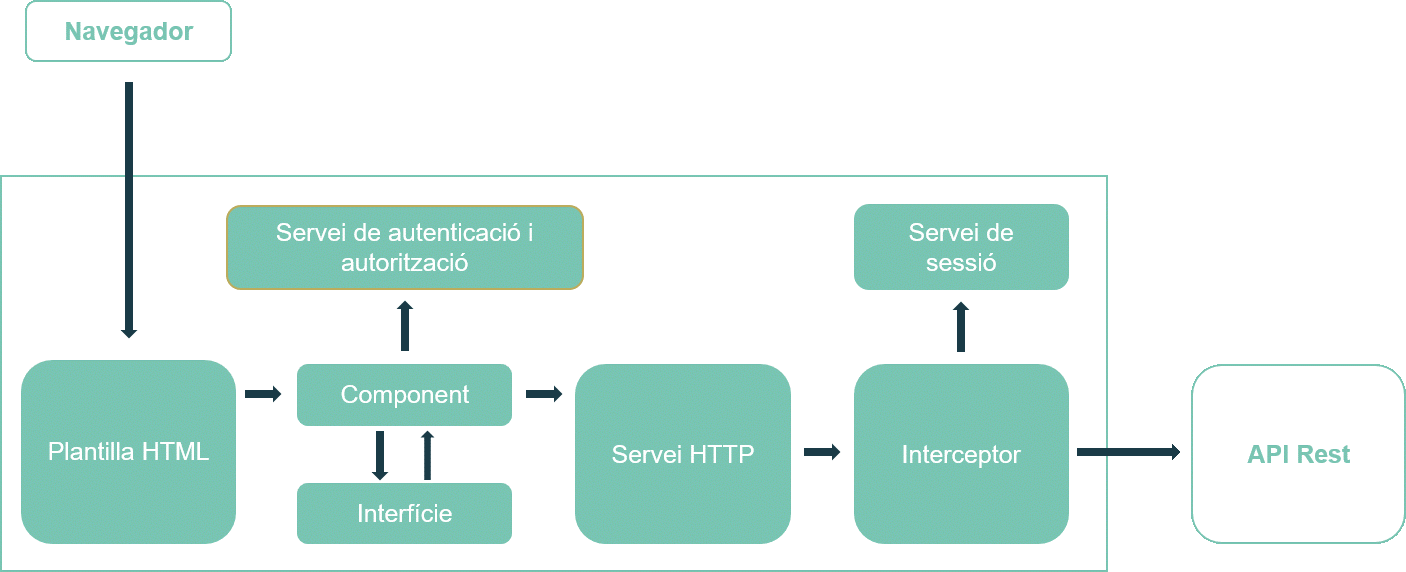 Navegador
Servei de autenticació i
autorització
Servei de
sessió
Plantilla HTML
Component
Interfície
Servei HTTP
Interceptor
API Rest